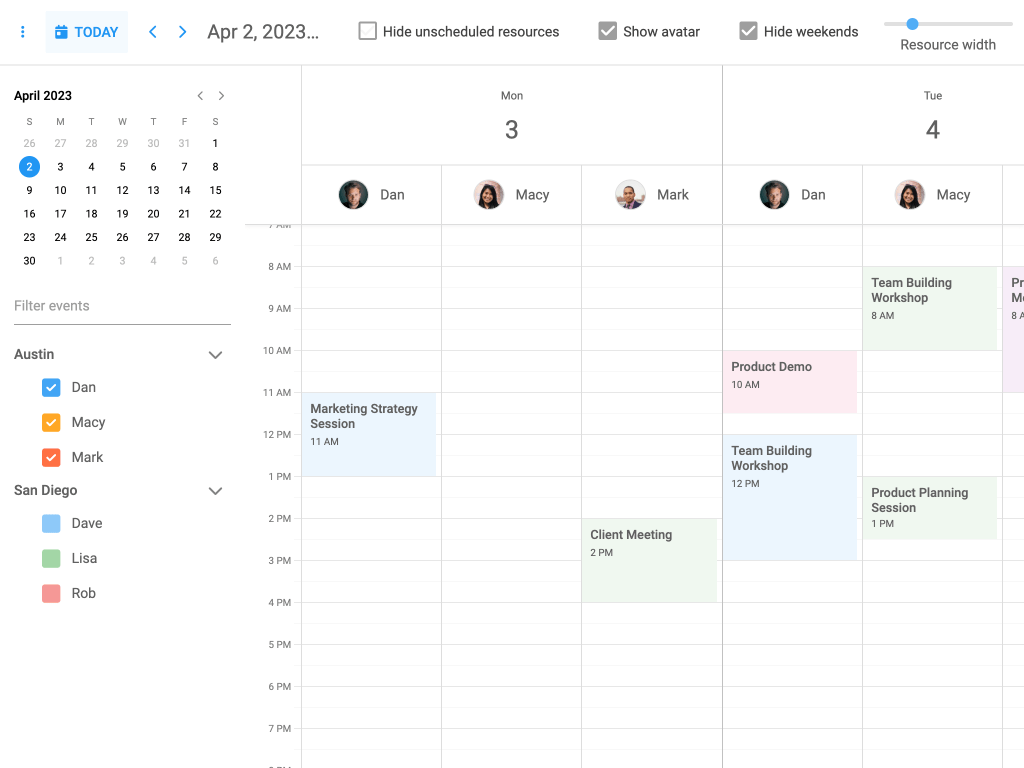 TODAY
Apr 2, 2023...
Hide unscheduled resources
Show avatar
Hide weekends
Resource width
April 2023
S M T W T F S
26 27 28 29 30 31 1
2 3 4 5 6 7 8
9 10 11 12 13 14 15
16 17 18 19 20 21 22
23 24 25 26 27 28 29
30 1 2 3 4 5 6
Filter events
Austin
Dan
Macy
Mark
San Diego
Dave
Lisa
Rob
Mon
3
Tue
4
Dan
Macy
Mark
Dan
Macy
7 AM
8 AM
9 AM
10 AM
11 AM
12 PM
1 PM
2 PM
3 PM
4 PM
5 PM
6 PM
7 PM
Marketing Strategy
Session
11 AM
Client Meeting
2 PM
Product Demo
10 AM
Team Building
Workshop
12 PM
Team Building
Workshop
8 AM
Product Planning
Session
1 PM